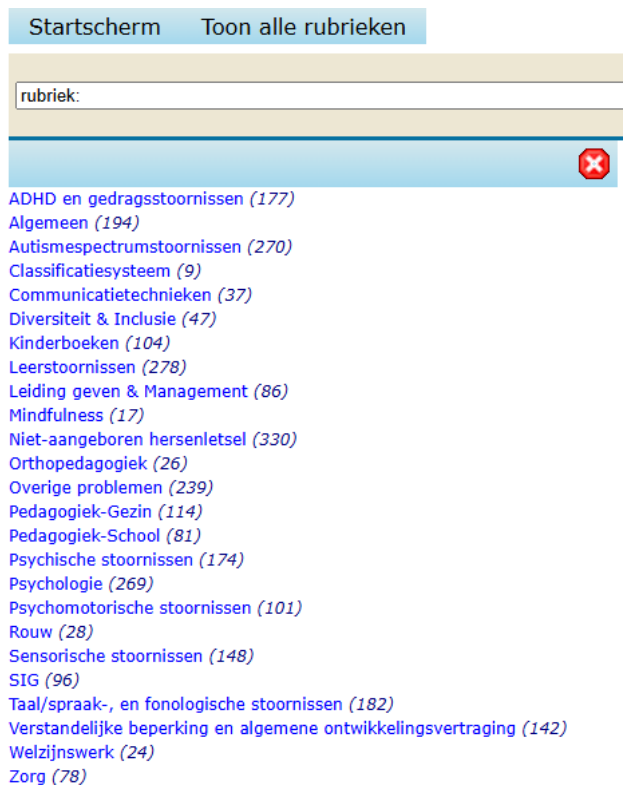 Startscherm Toon alle rubrieken
rubriek:
ADHD en gedragsstoornissen (177)
Algemeen (194)
Autismespectrumstoornissen (270)
Classificatiesysteem (9)
Communicatietechnieken (37)
Diversiteit & Inclusie (47)
Kinderboeken (104)
Leerstoornissen (278)
Leiding geven & Management (86)
Mindfulness (17)
Niet-aangeboren hersenletsel (330)
Orthopedagogiek (26)
Overige problemen (239)
Pedagogiek-Gezin (114)
Pedagogiek-School (81)
Psychische stoornissen (174)
Psychologie (269)
Psychomotorische stoornissen (101)
Rouw (28)
Sensorische stoornissen (148)
SIG (96)
Taal/spraak-, en fonologische stoornissen (182)
Verstandelijke beperking en algemene ontwikkelingsvertraging (142)
Welzijnswerk (24)
Zorg (78)